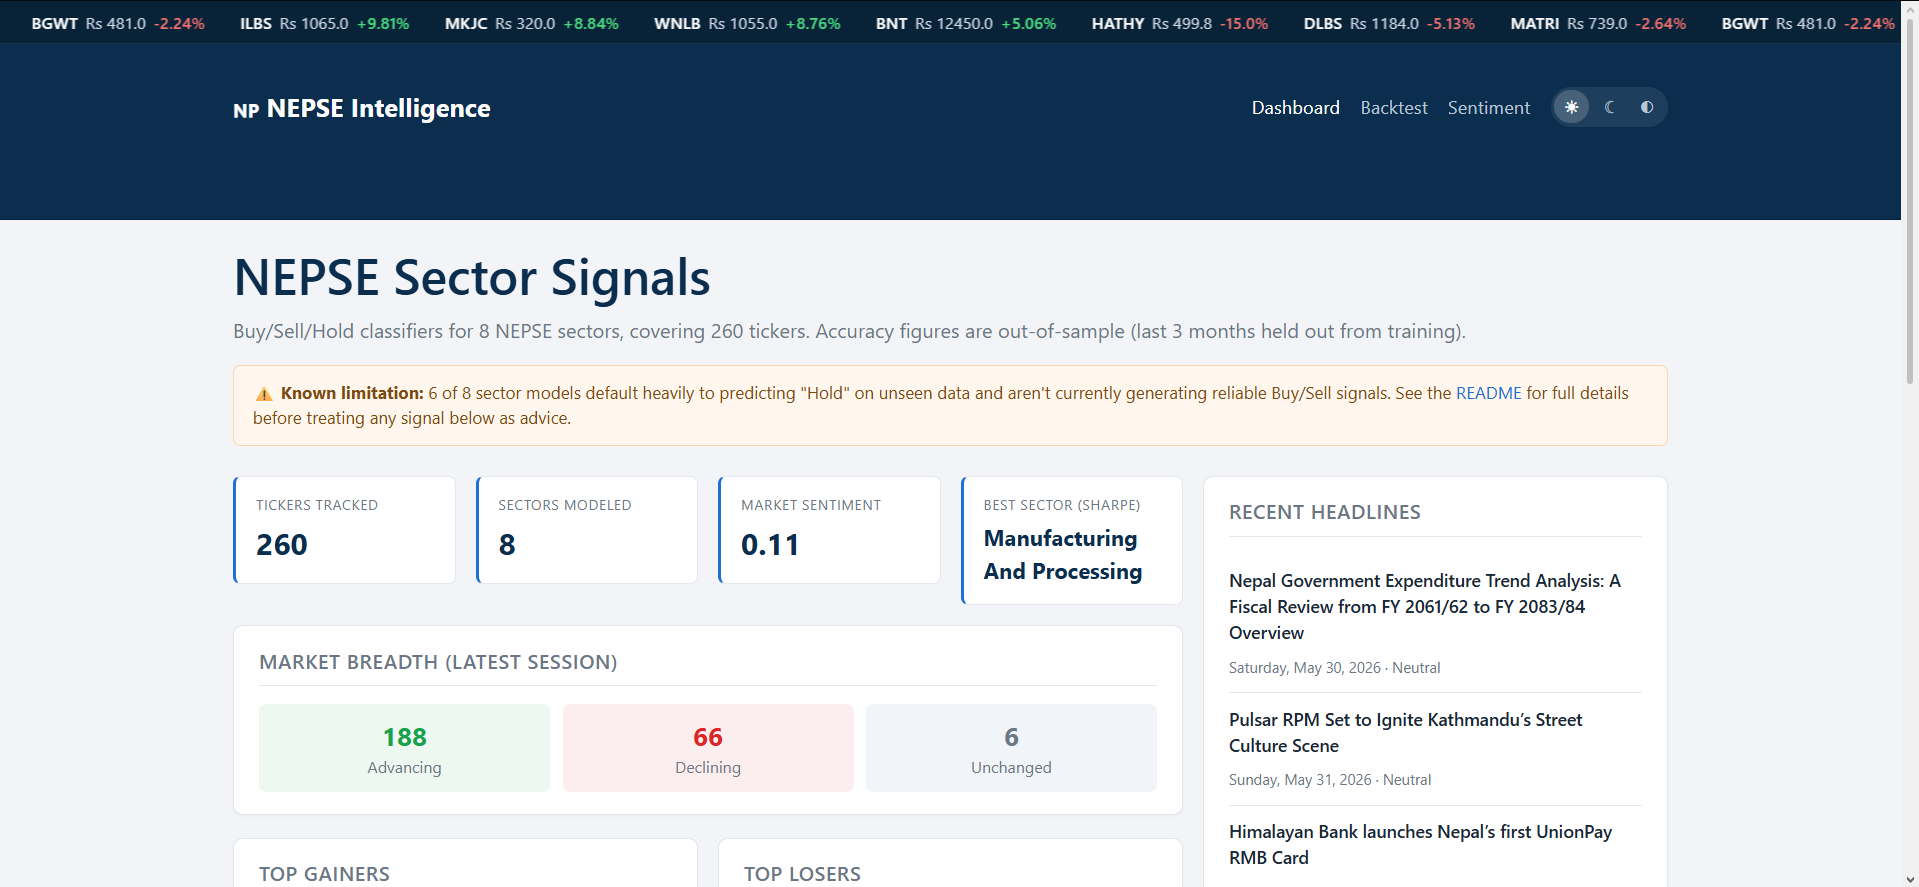 BGWT Rs 481.0 -2.24% ILBS Rs 1065.0 +9.81% MKJC Rs 320.0 +8.84% WNLB Rs 1055.0 +8.76% BNT Rs 12450.0 +5.06% HATHY Rs 499.8 -15.0% DLBS Rs 1184.0 -5.13% MATRI Rs 739.0 -2.64% BGWT Rs 481.0 -2.24%
NP NEPSE Intelligence
Dashboard Backtest Sentiment
NEPSE Sector Signals
Buy/Sell/Hold classifiers for 8 NEPSE sectors, covering 260 tickers. Accuracy figures are out-of-sample (last 3 months held out from training).
⚠ Known limitation: 6 of 8 sector models default heavily to predicting "Hold" on unseen data and aren't currently generating reliable Buy/Sell signals. See the README for full details
before treating any signal below as advice.
TICKERS TRACKED
260
SECTORS MODELED
8
MARKET SENTIMENT
0.11
BEST SECTOR (SHARPE)
Manufacturing
And Processing
MARKET BREADTH (LATEST SESSION)
188
Advancing
66
Declining
6
Unchanged
TOP GAINERS
TOP LOSERS
RECENT HEADLINES
Nepal Government Expenditure Trend Analysis: A
Fiscal Review from FY 2061/62 to FY 2083/84
Overview
Saturday, May 30, 2026 · Neutral
Pulsar RPM Set to Ignite Kathmandu’s Street
Culture Scene
Sunday, May 31, 2026 · Neutral
Himalayan Bank launches Nepal’s first UnionPay
RMB Card